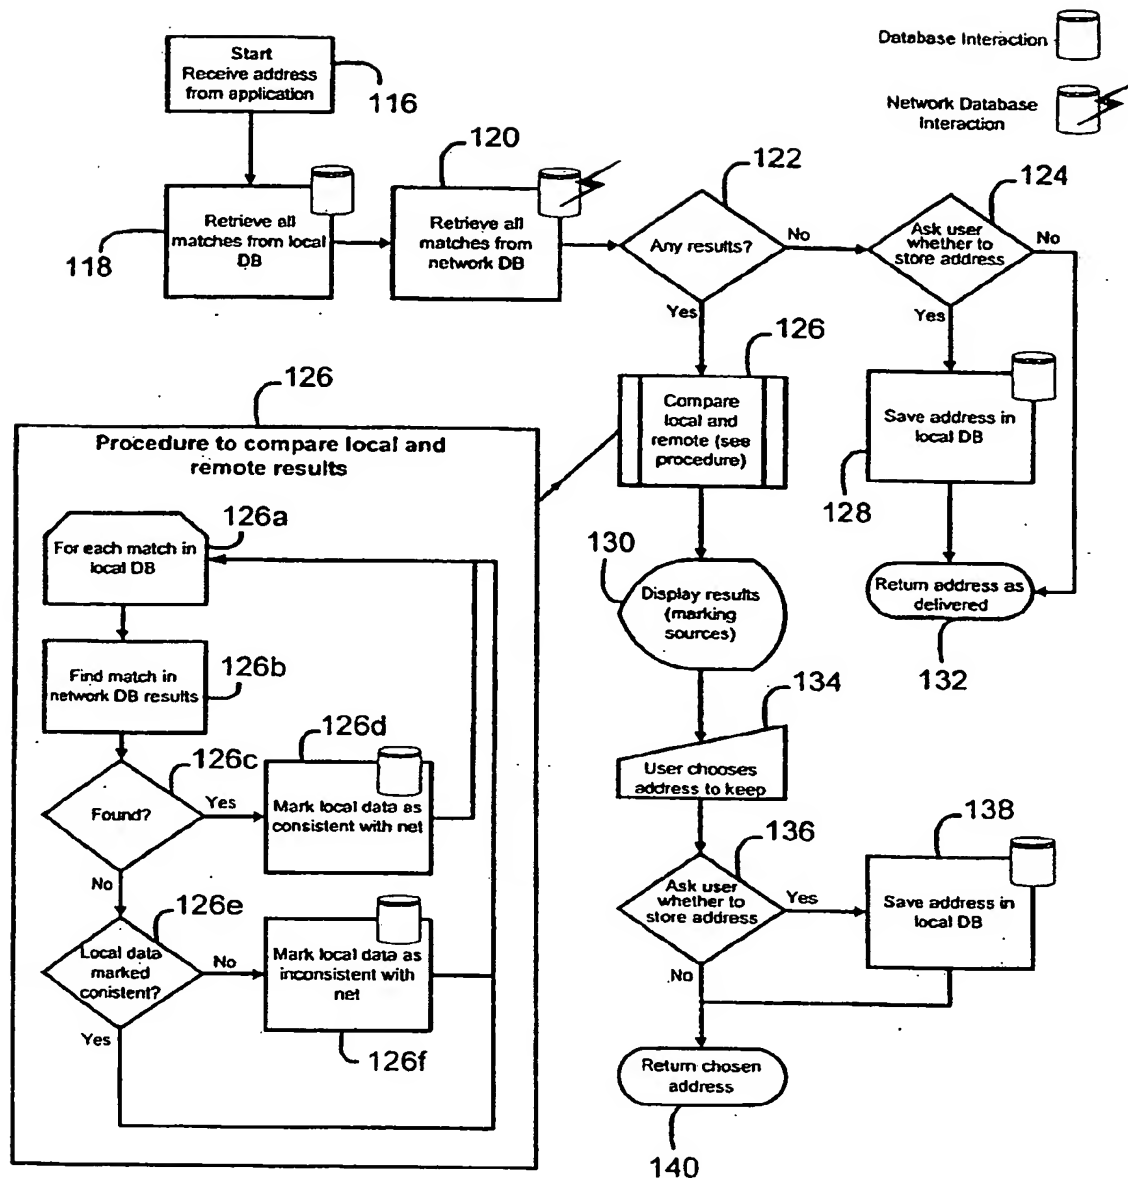 Database Interaction
Network Database
Interaction
Start
Receive address
from application
116
118
Retrieve all
matches from local
DB
120
Retrieve all
matches from
network DB
122
Any results?
No
Yes
124
Ask user
whether to
store address
No
Yes
126
Compare
local and
remote (see
procedure)
Save address in
local DB
128
Return address as
delivered
132
130
Display results
(marking
sources)
134
User chooses
address to keep
136
Ask user
whether to
store address
Yes
No
138
Save address in
local DB
Return chosen
address
140
126
Procedure to compare local and
remote results
126a
For each match in
local DB
126b
Find match in
network DB results
126c
Found?
Yes
No
126d
Mark local data as
consistent with net
126e
Local data
marked
conistent?
No
Yes
Mark local data as
inconsistent with
net
126f